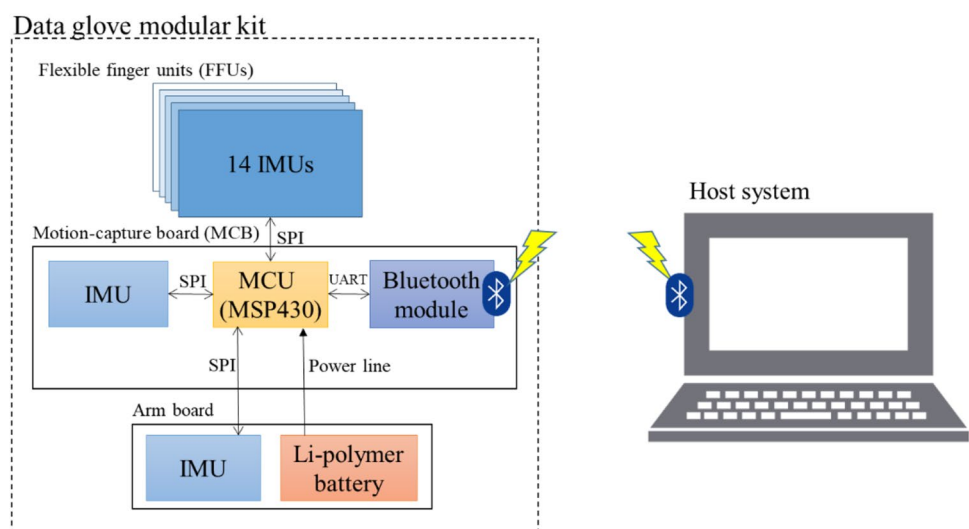 Data glove modular kit
Flexible finger units (FFUs)
14 IMUs
Host system
Motion-capture board (MCB)
SPI
IMU
SPI
MCU
(MSP430)
UART
Bluetooth
module
SPI
Power line
Arm board
IMU
Li-polymer
battery